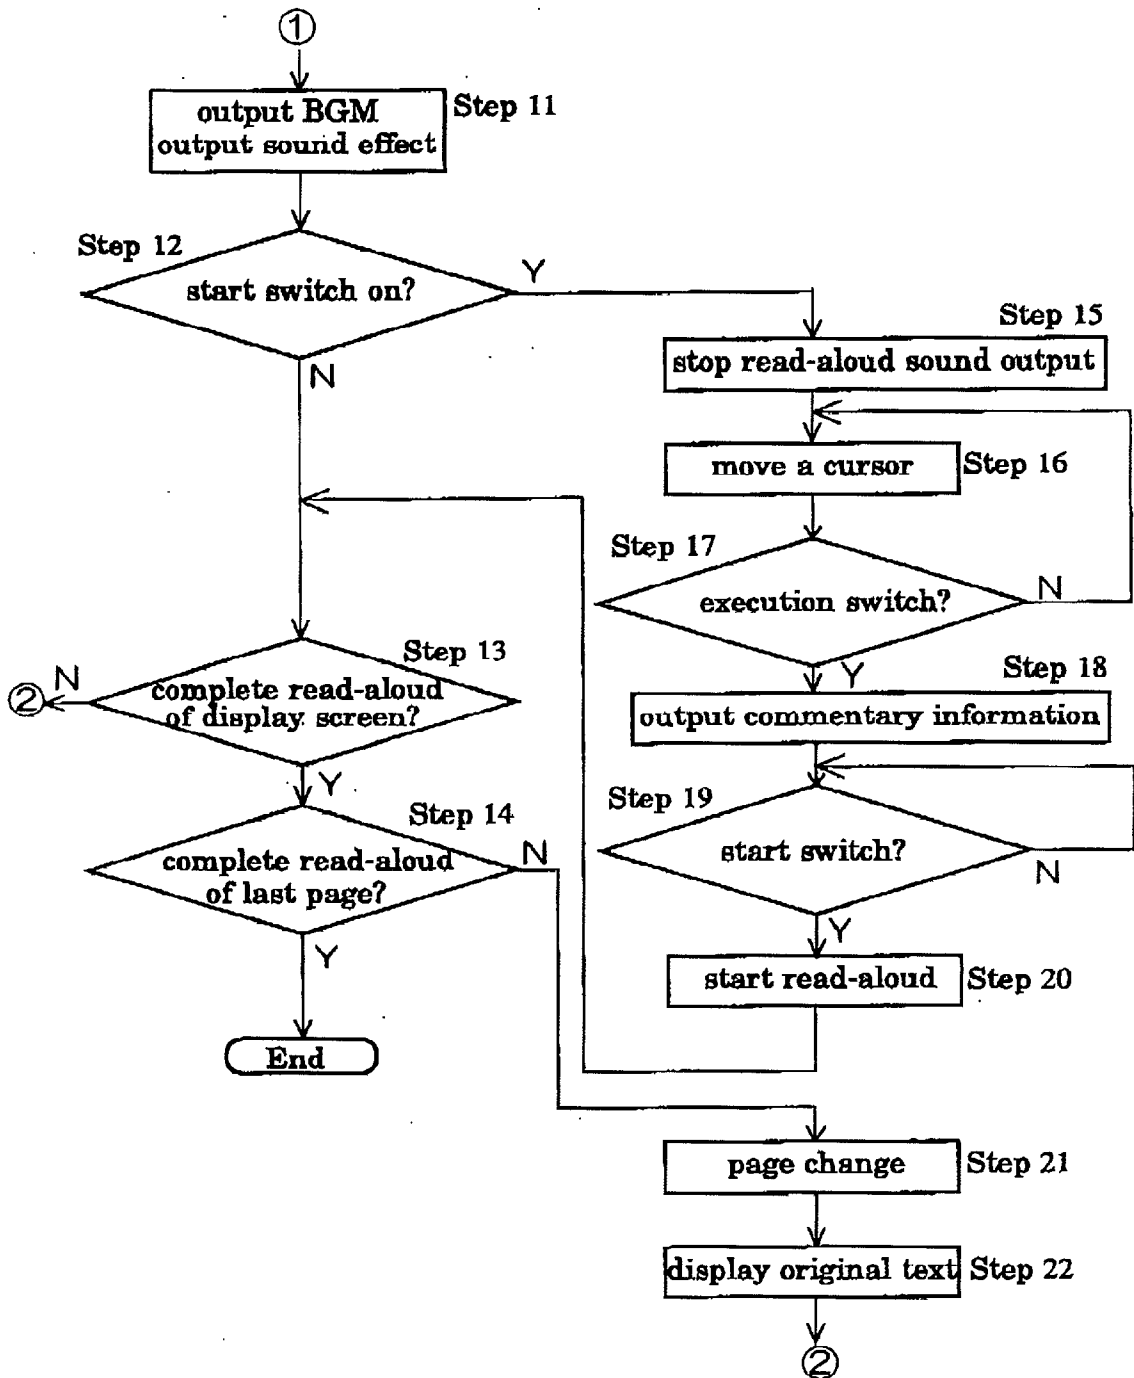 ①
output BGM
output sound effect
Step 11
Step 12
start switch on?
Y
N
Step 15
stop read-aloud sound output
move a cursor
Step 16
Step 17
execution switch?
N
Y
Step 13
complete read-aloud
of display screen?
N
②
Y
Step 18
output commentary information
Step 19
start switch?
N
Y
Step 14
complete read-aloud
of last page?
N
Y
End
start read-aloud
Step 20
page change
Step 21
display original text
Step 22
②